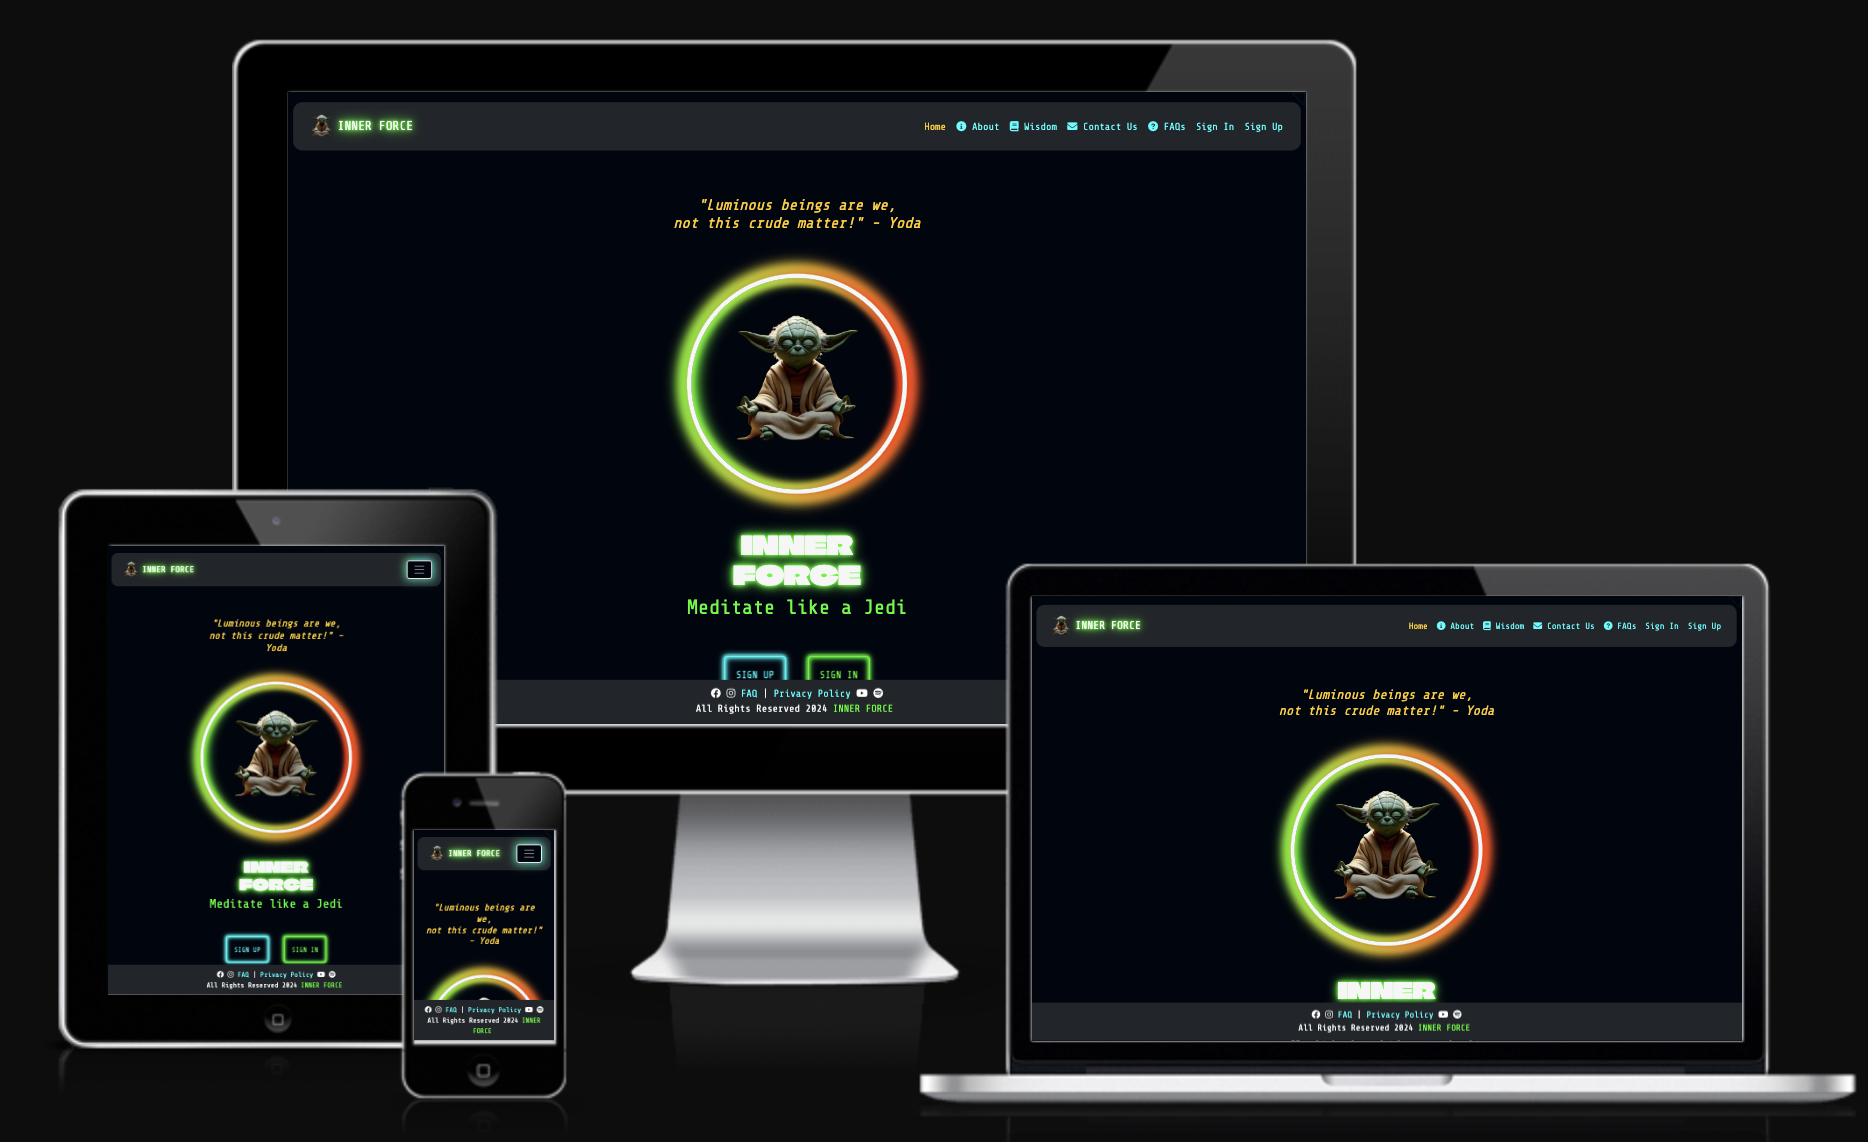 INNER FORCE
Home About Wisdom Contact Us FAQs Sign In Sign Up
"Luminous beings are we,
not this crude matter!" - Yoda
INNER
FORCE
Meditate like a Jedi
SIGN UP SIGN IN
FAQ | Privacy Policy
All Rights Reserved 2024 INNER FORCE
INNER FORCE
"Luminous beings are we,
not this crude matter!" -
Yoda
INNER
FORCE
Meditate like a Jedi
SIGN UP SIGN IN
FAQ | Privacy Policy
All Rights Reserved 2024 INNER FORCE
INNER FORCE
"Luminous beings are
we,
not this crude matter!"
- Yoda
FAQ | Privacy Policy
All Rights Reserved 2024 INNER
FORCE
INNER FORCE
Home About Wisdom Contact Us FAQs Sign In Sign Up
"Luminous beings are we,
not this crude matter!" - Yoda
INNER
FAQ | Privacy Policy
All Rights Reserved 2024 INNER FORCE